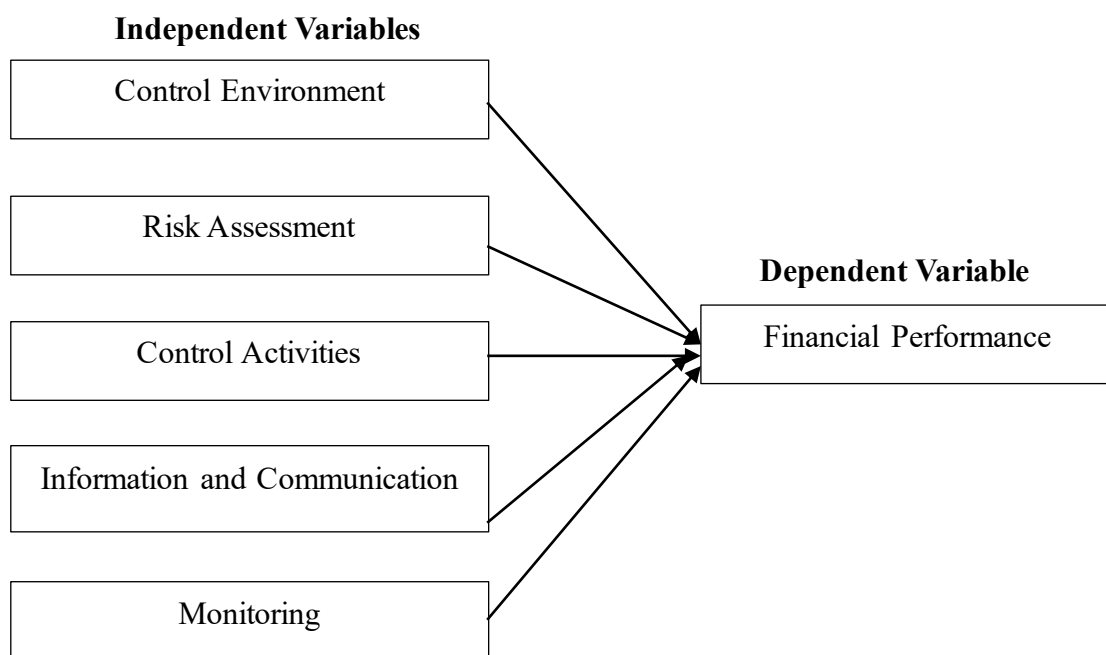 Independent Variables
Control Environment
Risk Assessment
Control Activities
Information and Communication
Monitoring
Dependent Variable
Financial Performance